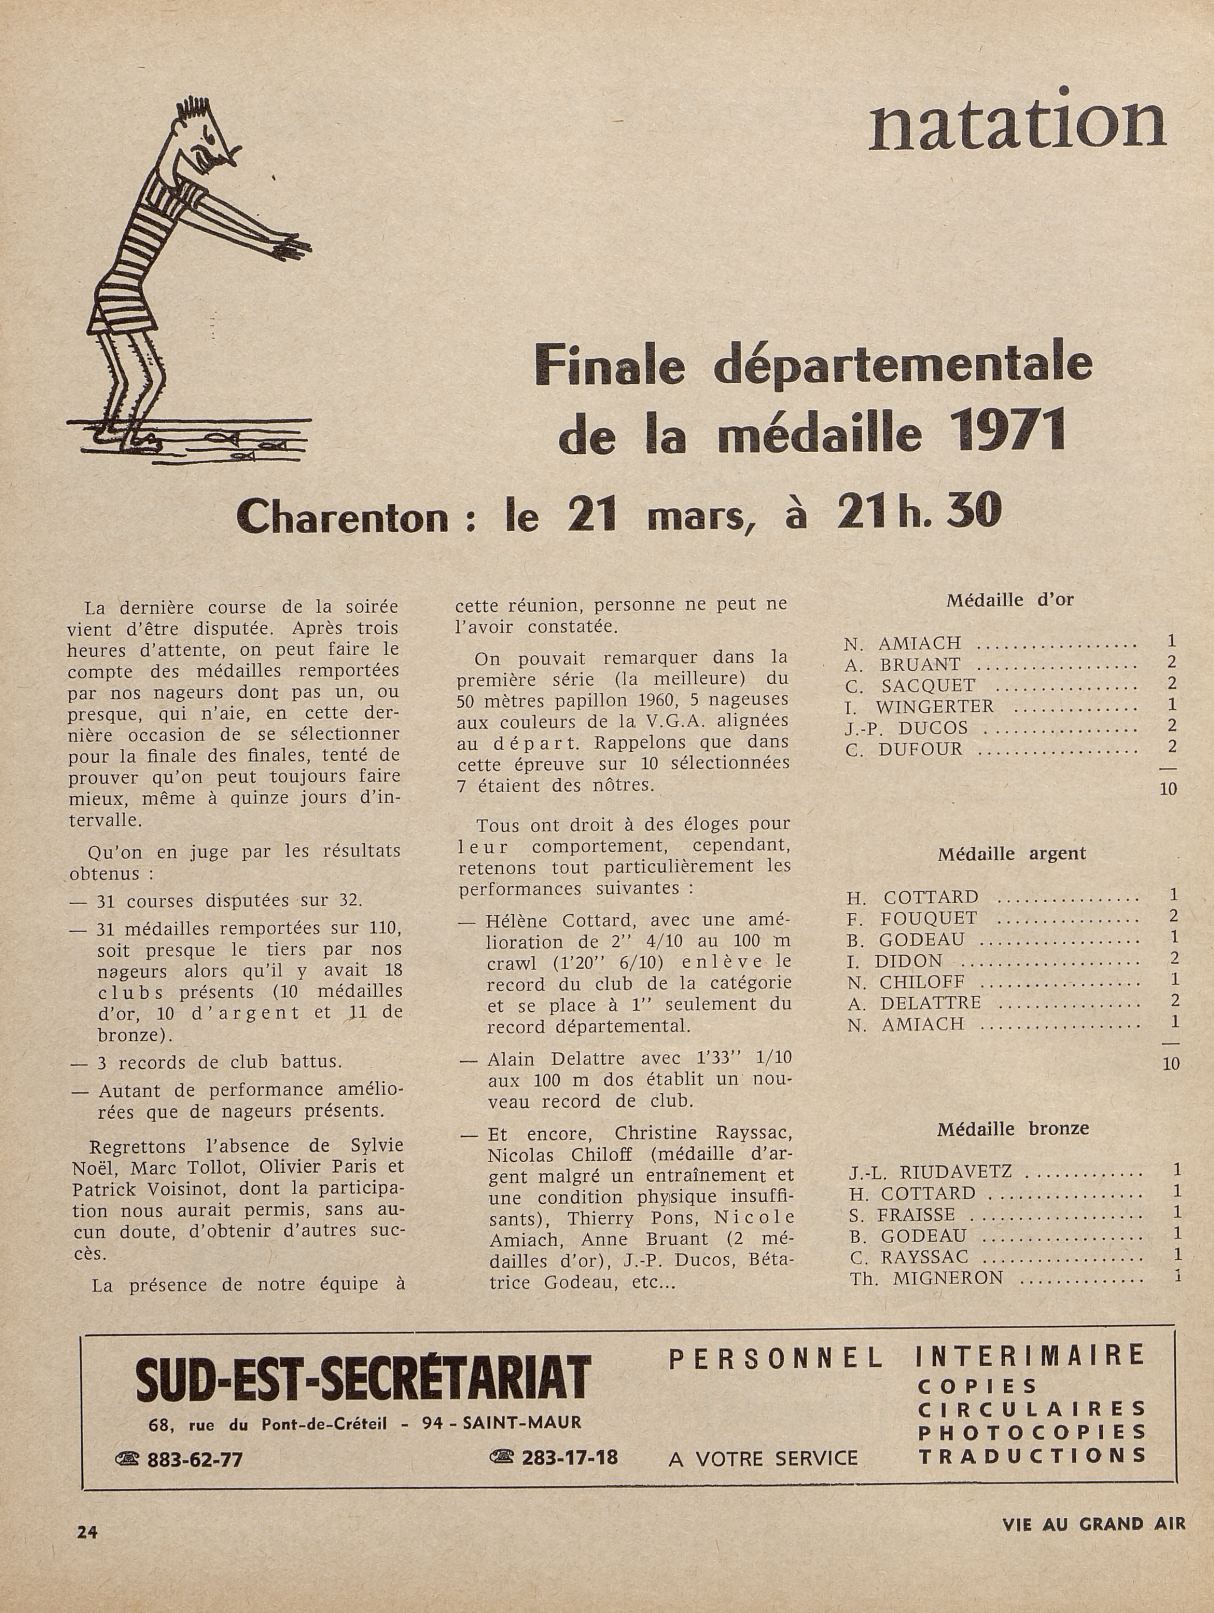 natation
Finale départementale
de la médaille 1971
Charenton : le 21 mars, à 21 h. 30
La dernière course de la soirée
vient d'être disputée. Après trois
heures d'attente, on peut faire le
compte des médailles remportées
par nos nageurs dont pas un, ou
presque, qui n'aie, en cette der-
nière occasion de se sélectionner
pour la finale des finales, tenté de
prouver qu'on peut toujours faire
mieux, même à quinze jours d'in-
tervalle.
Qu'on en juge par les résultats
obtenus :
— 31 courses disputées sur 32.
— 31 médailles remportées sur 110,
soit presque le tiers par nos
nageurs alors qu'il y avait 18
clubs présents (10 médailles
d'or, 10 d'argent et 11 de
bronze).
— 3 records de club battus.
— Autant de performance amélio-
rées que de nageurs présents.
Regrettons l'absence de Sylvie
Noël, Marc Tollot, Olivier Paris et
Patrick Voisinot, dont la participa-
tion nous aurait permis, sans au-
cun doute, d'obtenir d'autres suc-
cès.
La présence de notre équipe à
cette réunion, personne ne peut ne
l'avoir constatée.
On pouvait remarquer dans la
première série (la meilleure) du
50 mètres papillon 1960, 5 nageuses
aux couleurs de la V.G.A. alignées
au départ. Rappelons que dans
cette épreuve sur 10 sélectionnées
7 étaient des nôtres.
Tous ont droit à des éloges pour
leur comportement, cependant,
retenons tout particulièrement les
performances suivantes :
— Hélène Cottard, avec une amé-
lioration de 2'' 4/10 au 100 m
crawl (1'20'' 6/10) enlève le
record du club de la catégorie
et se place à 1'' seulement du
record départemental.
— Alain Delattre avec 1'33'' 1/10
aux 100 m dos établit un nou-
veau record de club.
— Et encore, Christine Rayssac,
Nicolas Chiloff (médaille d'ar-
gent malgré un entraînement et
une condition physique insuffi-
sants), Thierry Pons, Nicole
Amiach, Anne Bruant (2 mé-
dailles d'or), J.-P. Ducos, Béta-
trice Godeau, etc...
Médaille d'or
N. AMIACH .................. 1
A. BRUANT .................. 2
C. SACQUET ................ 2
I. WINGERTER .............. 1
J.-P. DUCOS ................. 2
C. DUFOUR .................. 2
—
10
Médaille argent
H. COTTARD ................ 1
F. FOUQUET ................ 2
B. GODEAU .................. 1
I. DIDON .................... 2
N. CHILOFF .................. 1
A. DELATTRE ................ 2
N. AMIACH .................. 1
—
10
Médaille bronze
J.-L. RIUDAVETZ ............. 1
H. COTTARD ................. 1
S. FRAISSE ................... 1
B. GODEAU .................. 1
C. RAYSSAC .................. 1
Th. MIGNERON .............. 1
SUD-EST-SECRÉTARIAT
68, rue du Pont-de-Créteil - 94 - SAINT-MAUR
☎ 883-62-77 ☎ 283-17-18
PERSONNEL INTERIMAIRE
COPIES
CIRCULAIRES
PHOTOCOPIES
A VOTRE SERVICE TRADUCTIONS
24 VIE AU GRAND AIR